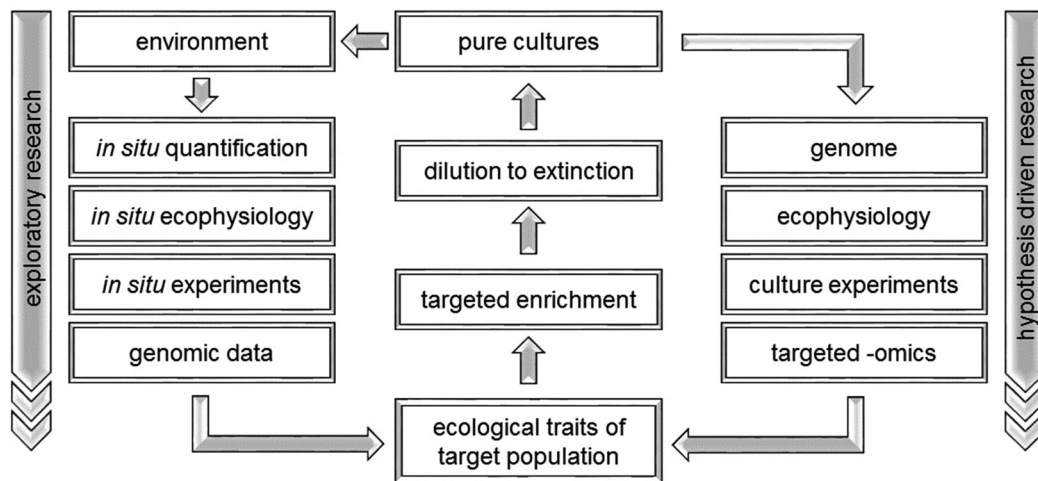 exploratory research
environment
in situ quantification
in situ ecophysiology
in situ experiments
genomic data
pure cultures
dilution to extinction
targeted enrichment
ecological traits of
target population
genome
ecophysiology
culture experiments
targeted -omics
hypothesis driven research